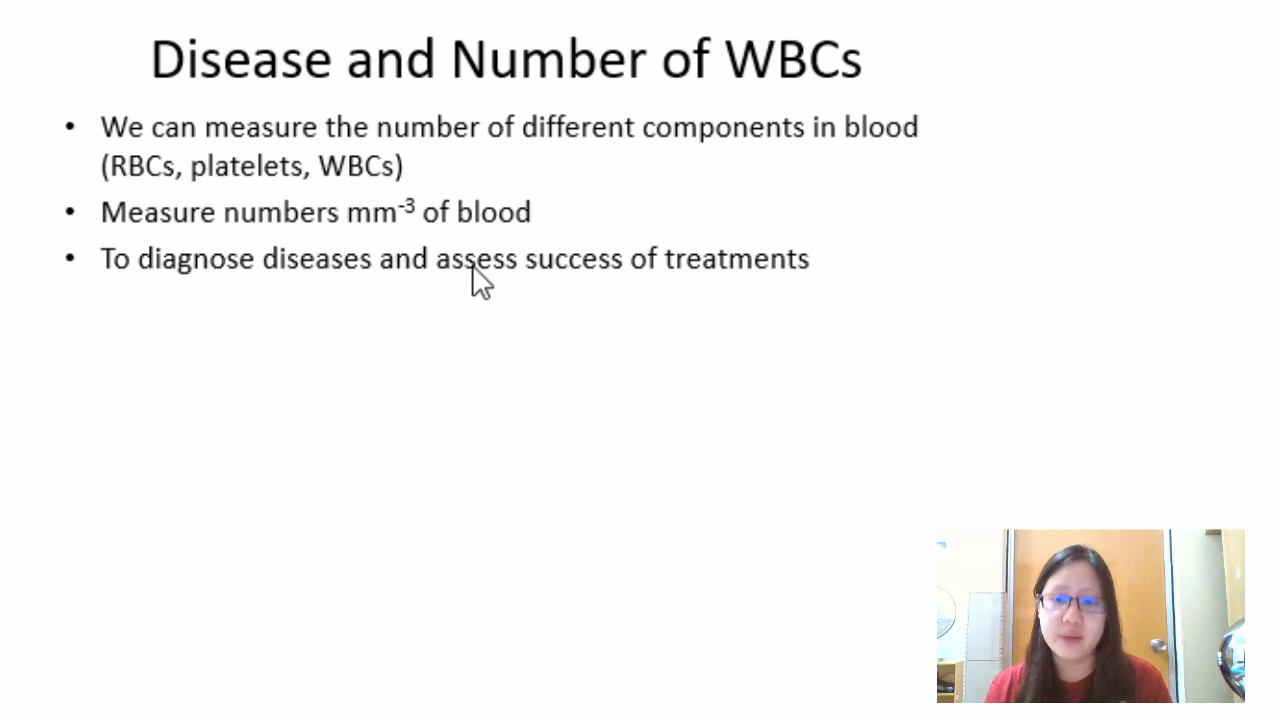 Disease and Number of WBCs
• We can measure the number of different components in blood
(RBCs, platelets, WBCs)
• Measure numbers mm⁻³ of blood
• To diagnose diseases and assess success of treatments